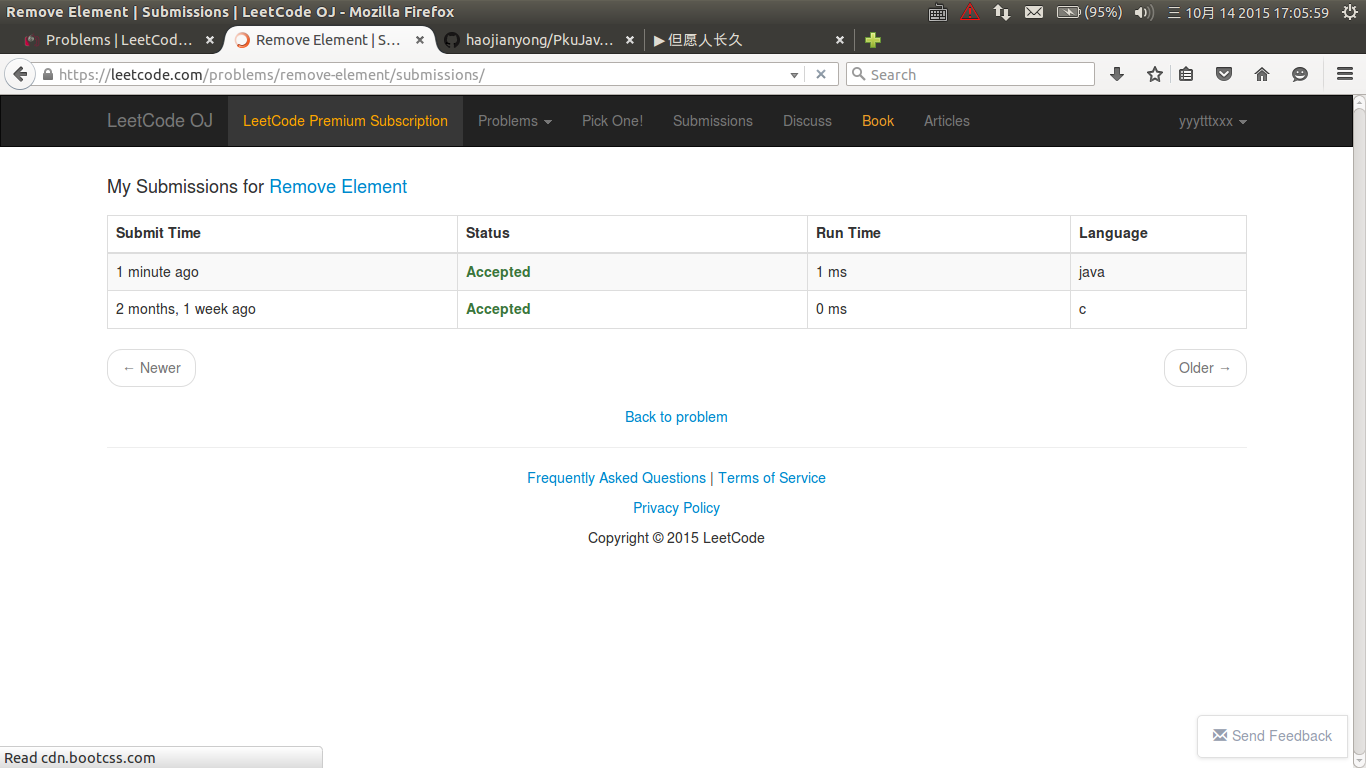 Remove Element | Submissions | LeetCode OJ - Mozilla Firefox (95%) 三 10月 14 2015 17:05:59
Problems | LeetCod... × Remove Element | S... × haojianyong/PkuJav... × ▶ 但愿人长久 ×
https://leetcode.com/problems/remove-element/submissions/ Search
LeetCode OJ LeetCode Premium Subscription Problems Pick One! Submissions Discuss Book Articles yyytttxxx
My Submissions for Remove Element
Submit Time Status Run Time Language
1 minute ago Accepted 1 ms java
2 months, 1 week ago Accepted 0 ms c
← Newer Older →
Back to problem
Frequently Asked Questions | Terms of Service
Privacy Policy
Copyright © 2015 LeetCode
Send Feedback
Read cdn.bootcss.com